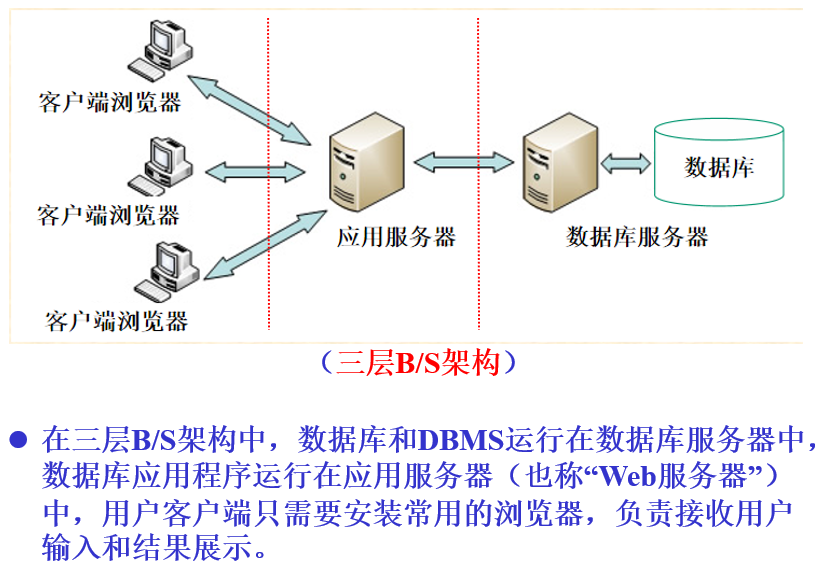 客户端浏览器
客户端浏览器
客户端浏览器
应用服务器
数据库服务器
数据库
（三层B/S架构）
● 在三层B/S架构中，数据库和DBMS运行在数据库服务器中，
数据库应用程序运行在应用服务器（也称“Web服务器”）
中，用户客户端只需要安装常用的浏览器，负责接收用户
输入和结果展示。